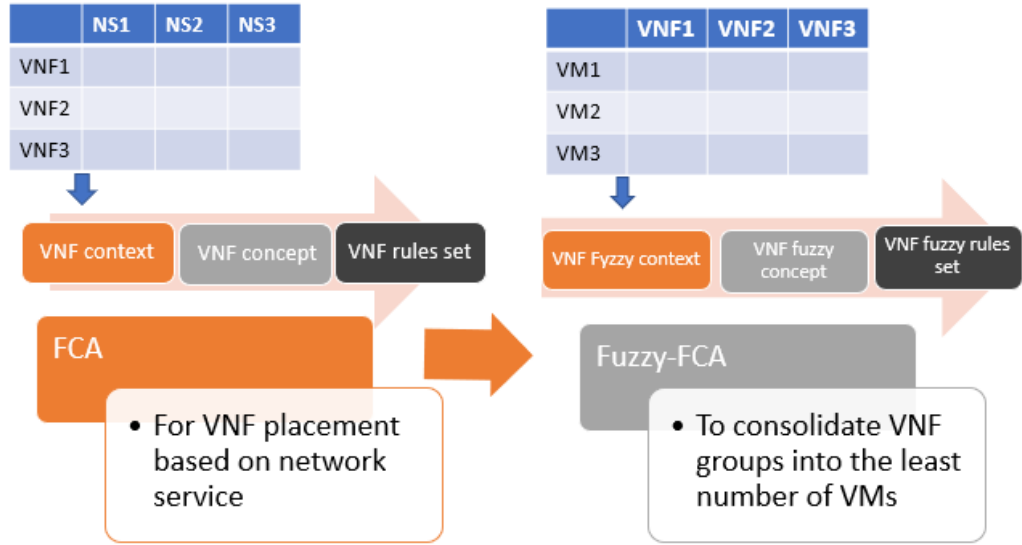 NS1 NS2 NS3
VNF1
VNF2
VNF3
VNF context
VNF concept
VNF rules set
FCA
• For VNF placement
based on network
service
VNF1 VNF2 VNF3
VM1
VM2
VM3
VNF Fyzzy context
VNF fuzzy
concept
VNF fuzzy rules
set
Fuzzy-FCA
• To consolidate VNF
groups into the least
number of VMs